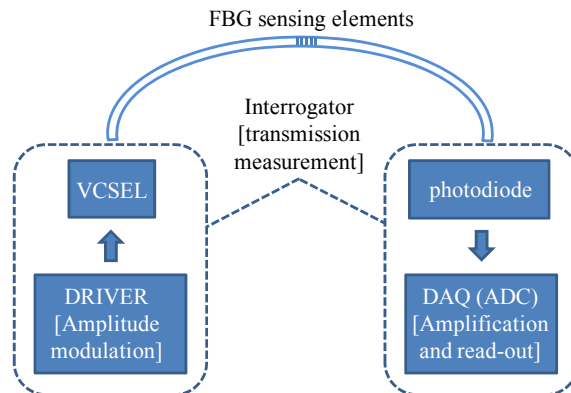 FBG sensing elements
Interrogator
[transmission
measurement]
VCSEL
photodiode
DRIVER
[Amplitude
modulation]
DAQ (ADC)
[Amplification
and read-out]